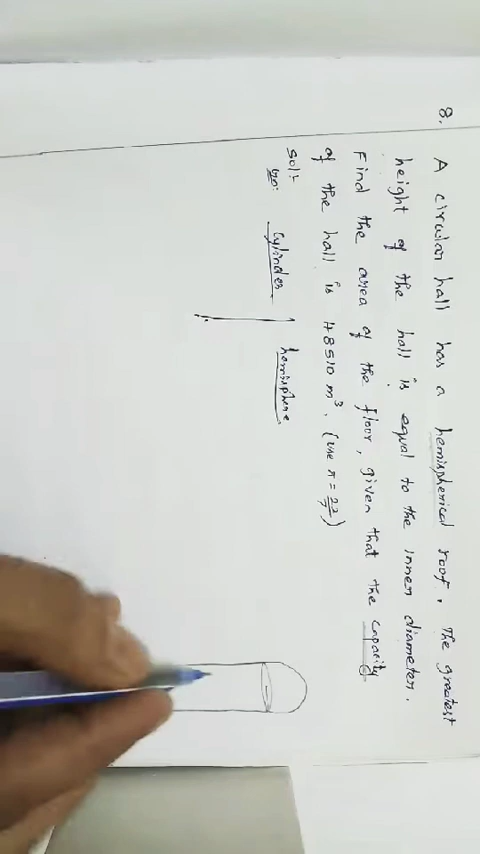 8. A circular hall has a hemispherical roof. The greatest
height of the hall is equal to the inner diameter.
Find the area of the floor, given that the capacity
of the hall is 48510 m³. (use π = 22/7)
Sol:-
Cylinder hemisphere